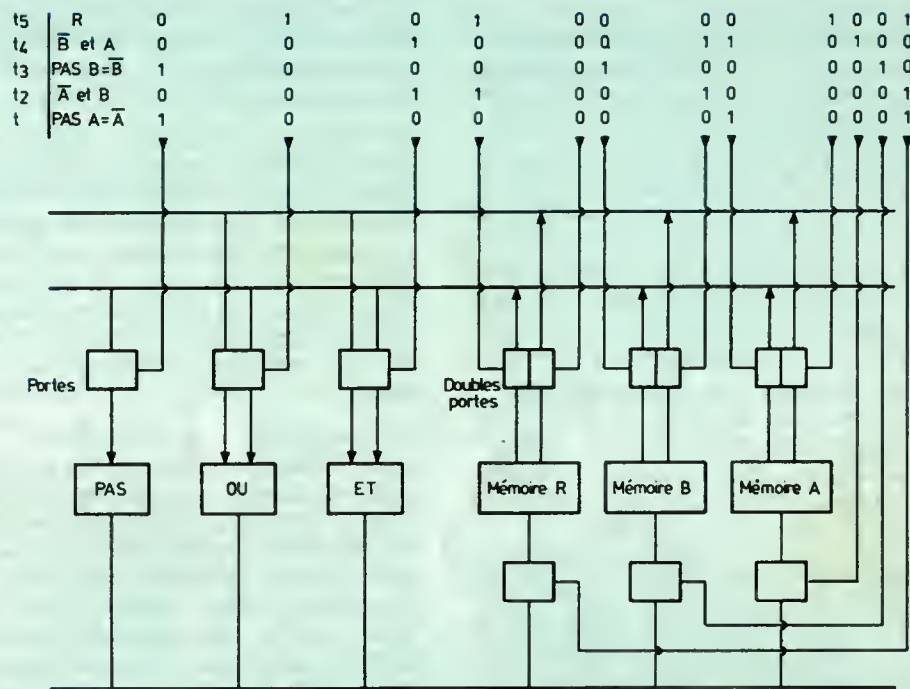 t5 R 0 1 0 1 0 0 0 0 1 0 0 1
t4 B̅ et A 0 0 1 0 0 0 1 1 0 1 0 0
t3 PAS B=B̅ 1 0 0 0 0 1 0 0 0 0 1 0
t2 A̅ et B 0 0 1 1 0 0 1 0 0 0 0 1
t PAS A=A̅ 1 0 0 0 0 0 0 1 0 0 0 1
Portes
Doubles
portes
PAS
OU
ET
Mémoire R
Mémoire B
Mémoire A